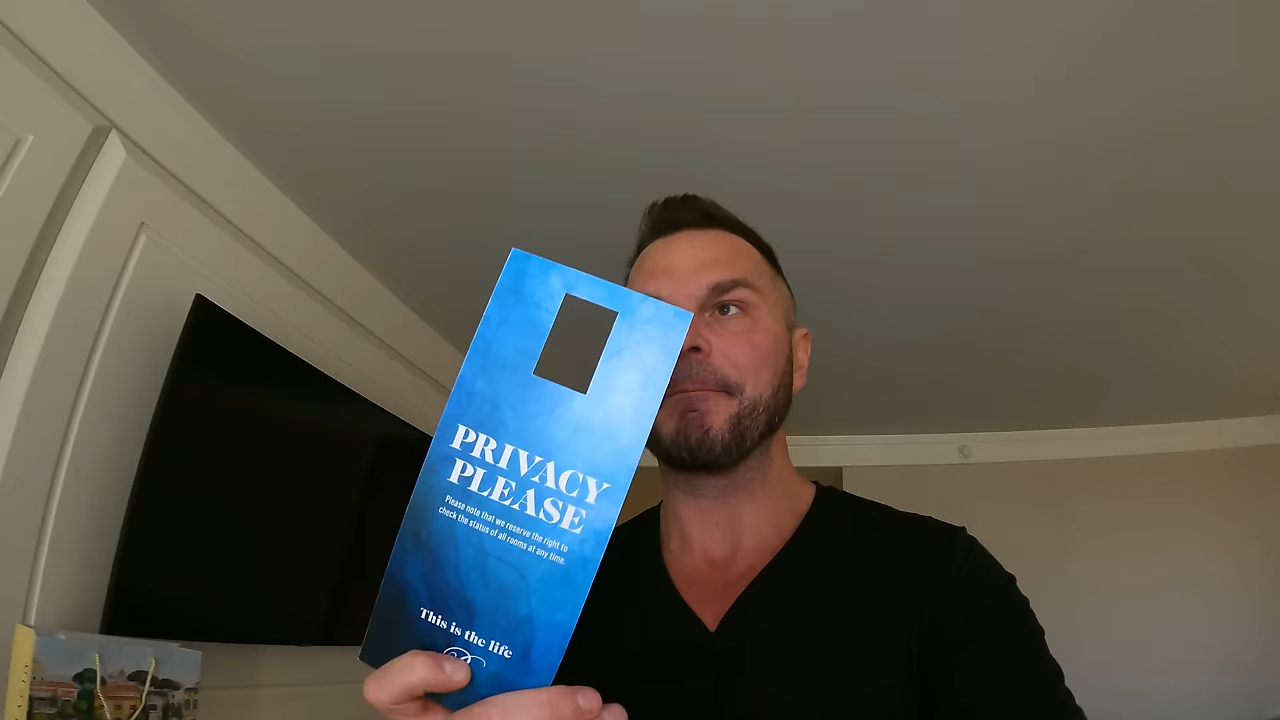 PRIVACY
PLEASE
Please note that we reserve the right to
check the status of all rooms at any time.
This is the life